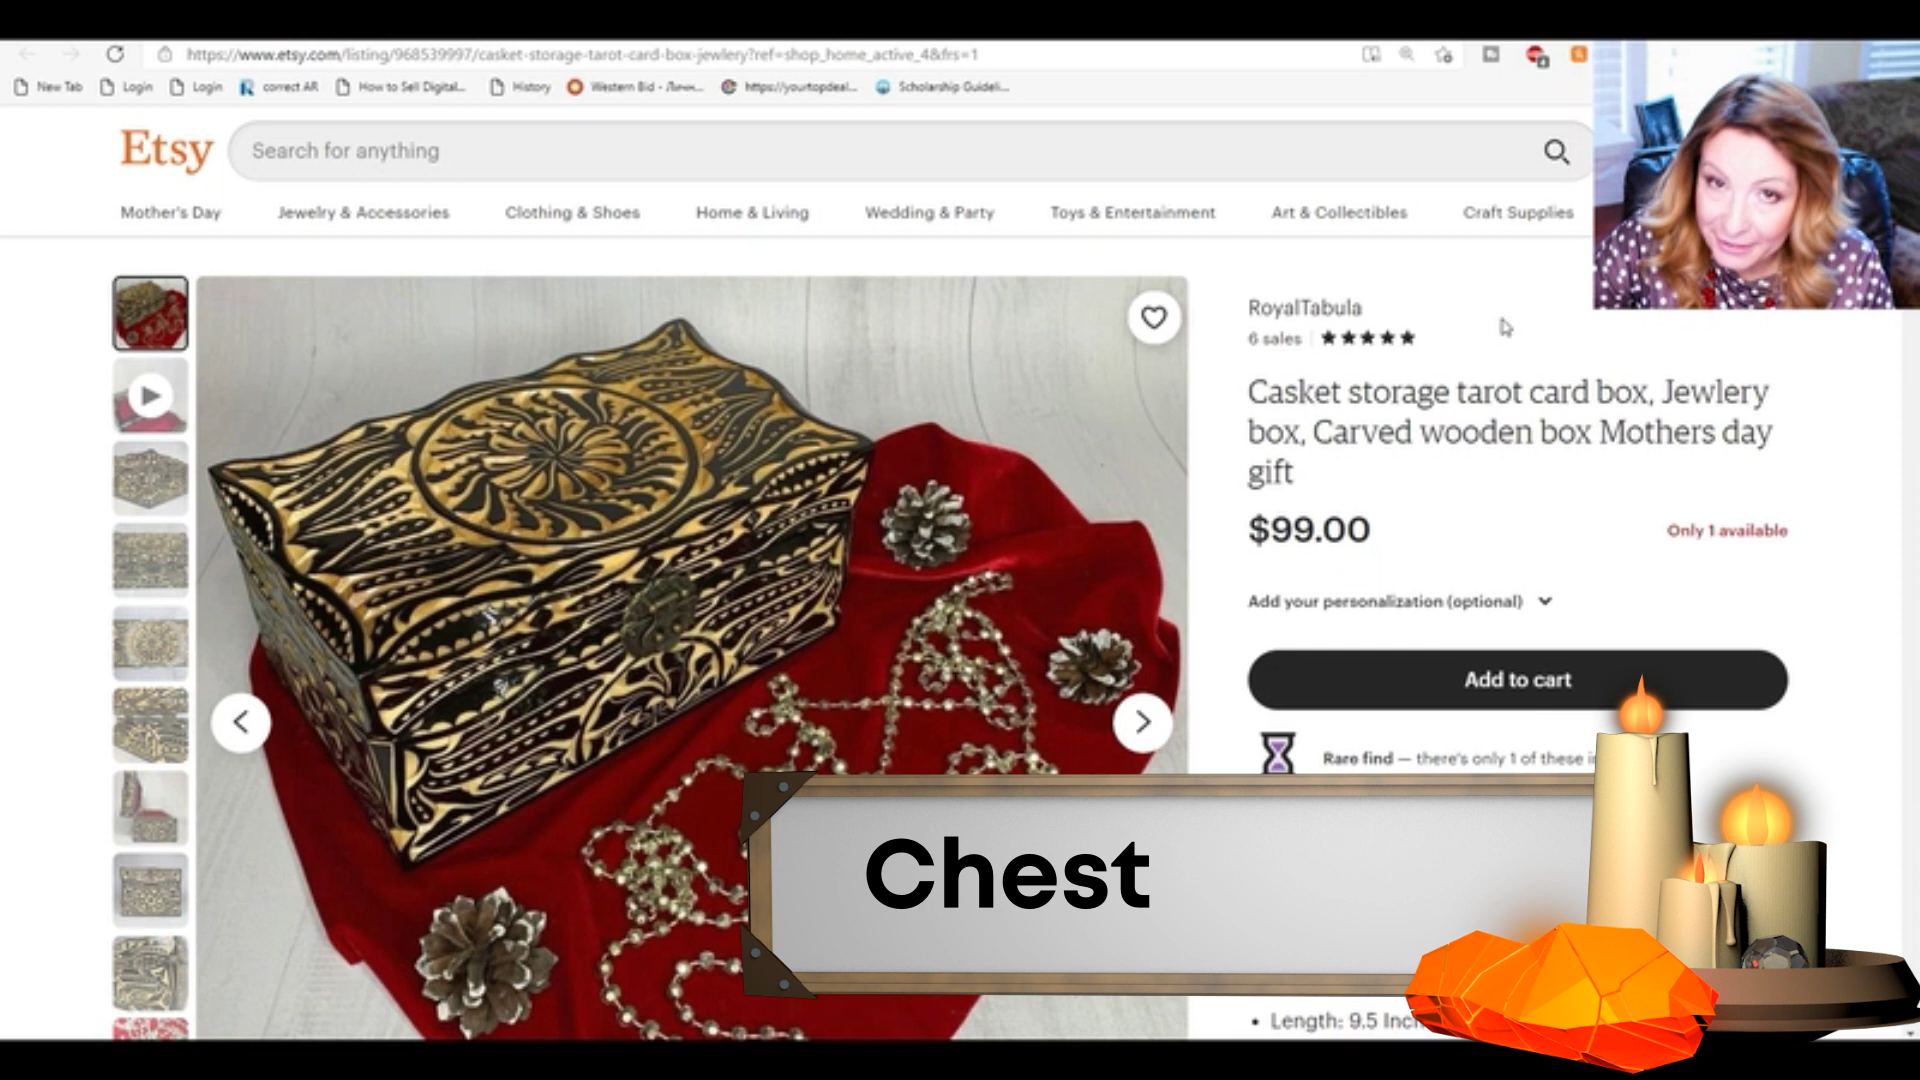 https://www.etsy.com/listing/968539997/casket-storage-tarot-card-box-jewlery?ref=shop_home_active_4&frs=1
New Tab Login Login correct AR How to Sell Digital... History Western Bid - Личн... https://yourtopdeal... Scholarship Guideli...
Etsy Search for anything
Mother's Day Jewelry & Accessories Clothing & Shoes Home & Living Wedding & Party Toys & Entertainment Art & Collectibles Craft Supplies
RoyalTabula
6 sales
Casket storage tarot card box, Jewlery
box, Carved wooden box Mothers day
gift
$99.00 Only 1 available
Add your personalization (optional)
Add to cart
Rare find — there's only 1 of these
Chest
• Length: 9.5